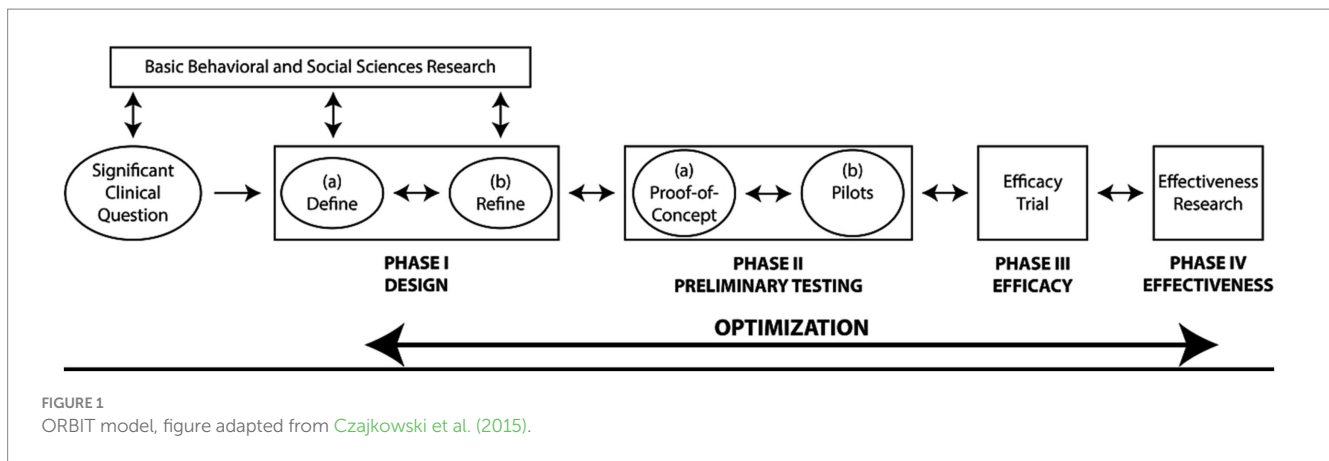 Basic Behavioral and Social Sciences Research
Significant
Clinical
Question
(a)
Define
(b)
Refine
(a)
Proof-of-
Concept
(b)
Pilots
Efficacy
Trial
Effectiveness
Research
PHASE I
DESIGN
PHASE II
PRELIMINARY TESTING
PHASE III
EFFICACY
PHASE IV
EFFECTIVENESS
OPTIMIZATION
FIGURE 1
ORBIT model, figure adapted from Czajkowski et al. (2015).